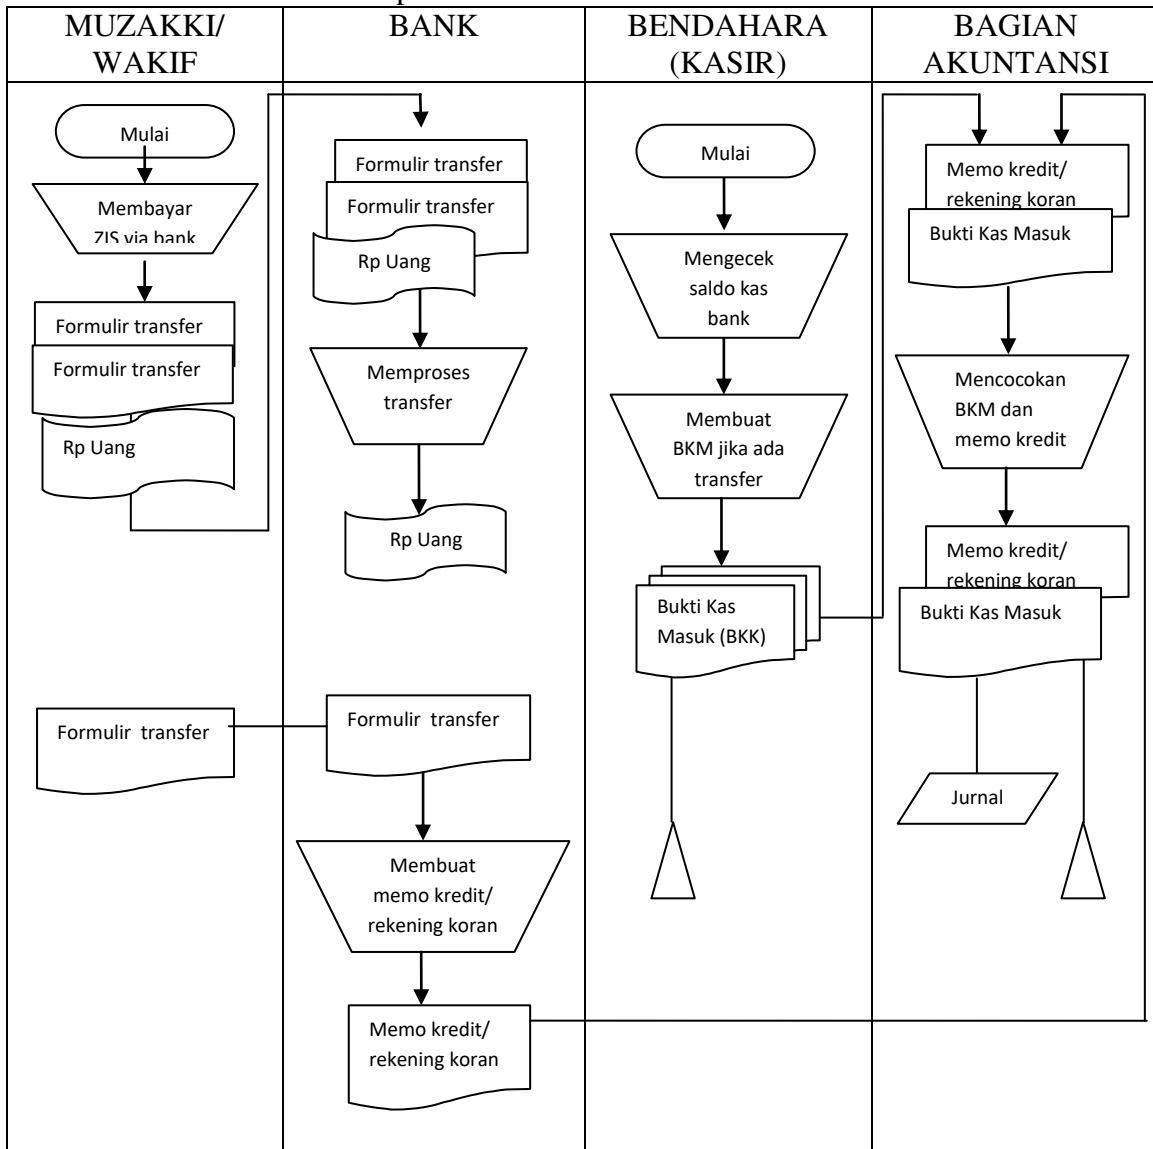 MUZAKKI/
WAKIF
BANK
BENDAHARA
(KASIR)
BAGIAN
AKUNTANSI
Mulai
Membayar
ZIS via bank
Formulir transfer
Formulir transfer
Rp Uang
Formulir transfer
Formulir transfer
Formulir transfer
Rp Uang
Memproses
transfer
Rp Uang
Formulir transfer
Membuat
memo kredit/
rekening koran
Memo kredit/
rekening koran
Mulai
Mengecek
saldo kas
bank
Membuat
BKM jika ada
transfer
Bukti Kas
Masuk (BKK)
Memo kredit/
rekening koran
Bukti Kas Masuk
Mencocokan
BKM dan
memo kredit
Memo kredit/
rekening koran
Bukti Kas Masuk
Jurnal